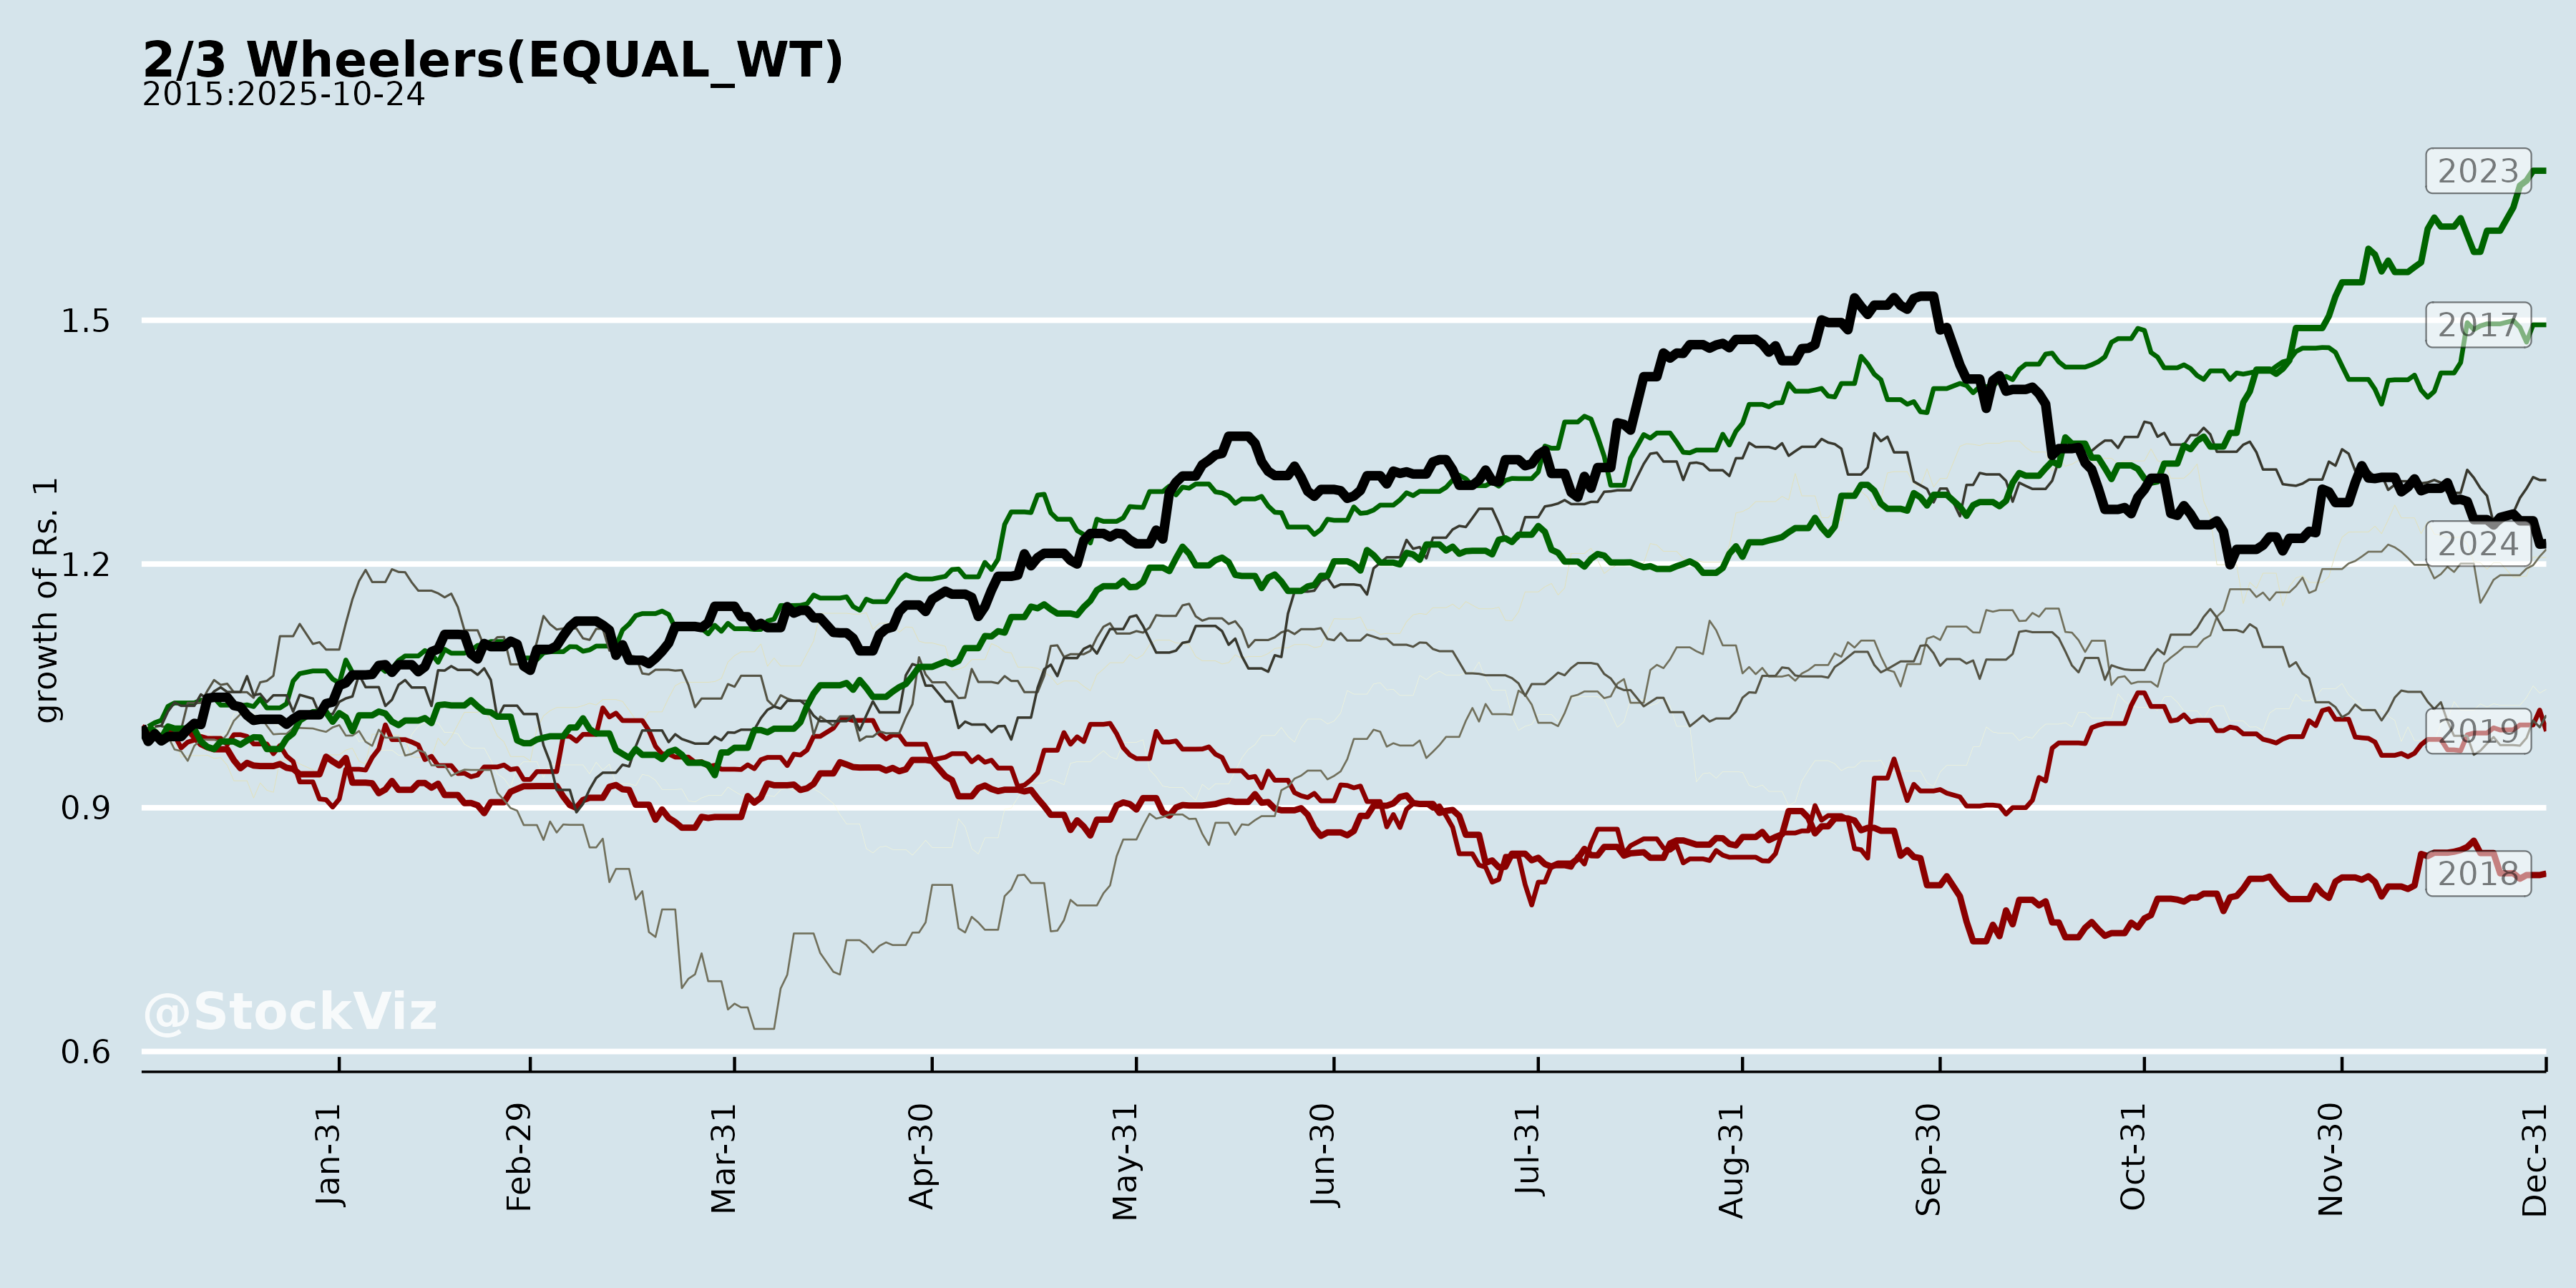 2/3 Wheelers(EQUAL_WT)
2015:2025-10-24
2023
1.5
2017
growth of Rs. 1
1.2
2024
2019
0.9
2018
@StockViz
0.6
Jan-31
Feb-29
Mar-31
Apr-30
May-31
Jun-30
Jul-31
Aug-31
Sep-30
Oct-31
Nov-30
Dec-31